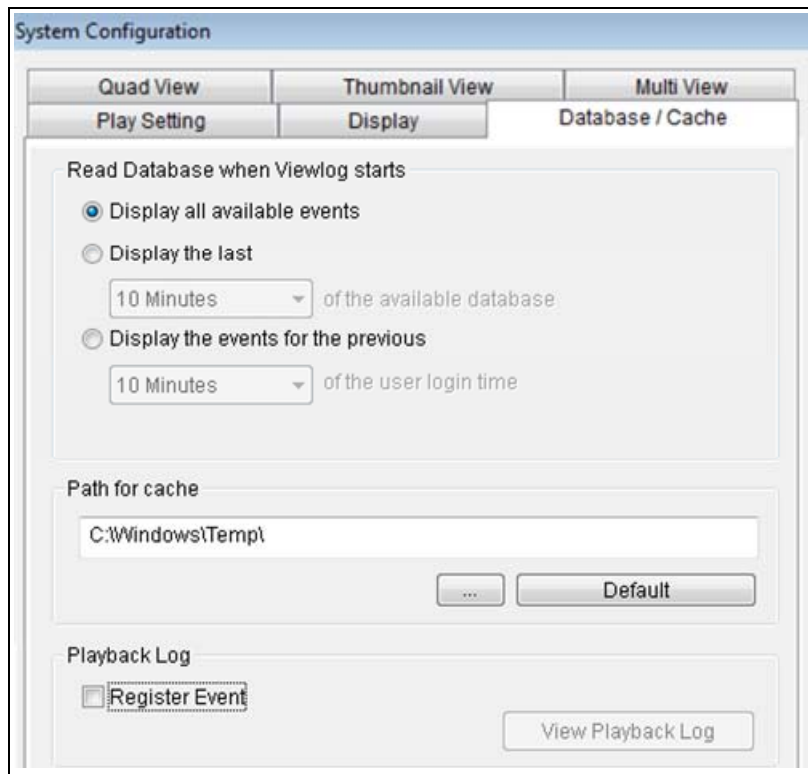 System Configuration
Quad View
Thumbnail View
Multi View
Play Setting
Display
Database / Cache
Read Database when Viewlog starts
Display all available events
Display the last
10 Minutes of the available database
Display the events for the previous
10 Minutes of the user login time
Path for cache
C:\Windows\Temp\
...
Default
Playback Log
Register Event
View Playback Log